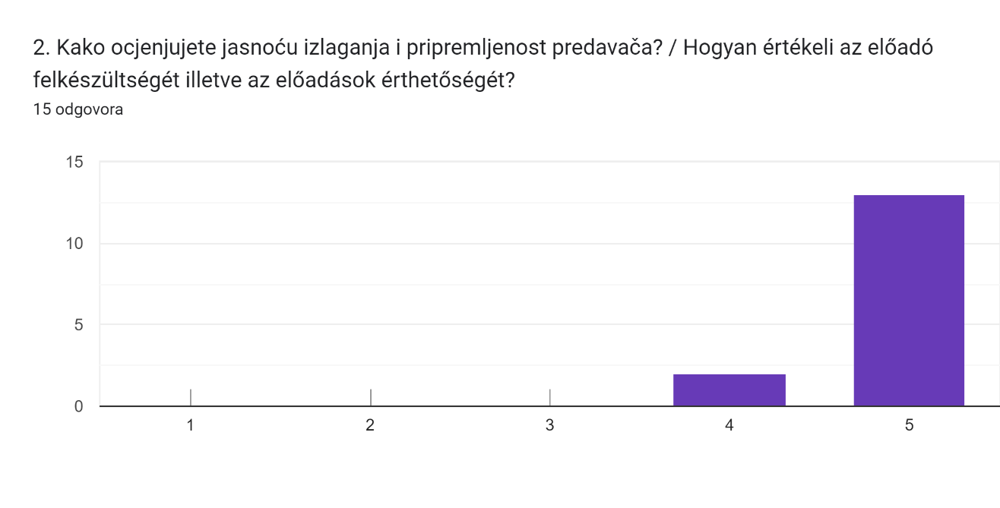 2. Kako ocjenjujete jasnoću izlaganja i pripremljenost predavača? / Hogyan értékeli az előadó
felkészültségét illetve az előadások érthetőségét?
15 odgovora
15
10
5
0
1 2 3 4 5